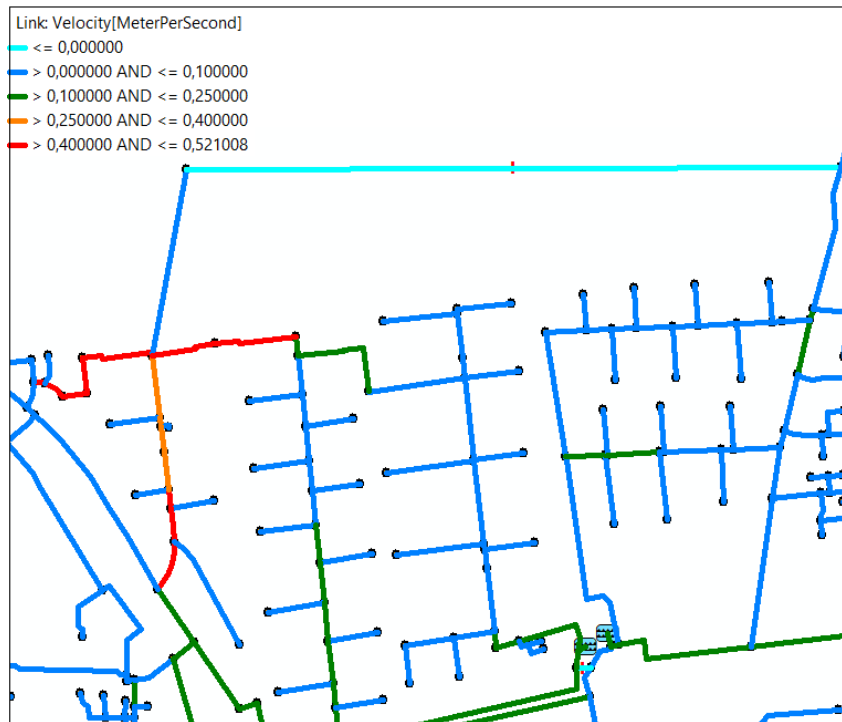 Link: Velocity[MeterPerSecond]
<= 0,000000
> 0,000000 AND <= 0,100000
> 0,100000 AND <= 0,250000
> 0,250000 AND <= 0,400000
> 0,400000 AND <= 0,521008